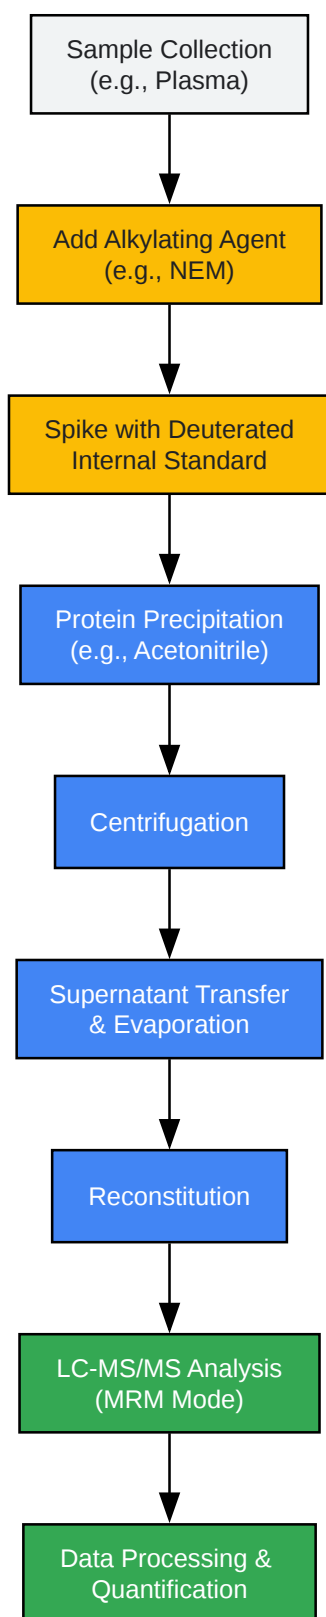 Sample Collection
(e.g., Plasma)
Add Alkylating Agent
(e.g., NEM)
Spike with Deuterated
Internal Standard
Protein Precipitation
(e.g., Acetonitrile)
Centrifugation
Supernatant Transfer
& Evaporation
Reconstitution
LC-MS/MS Analysis
(MRM Mode)
Data Processing &
Quantification